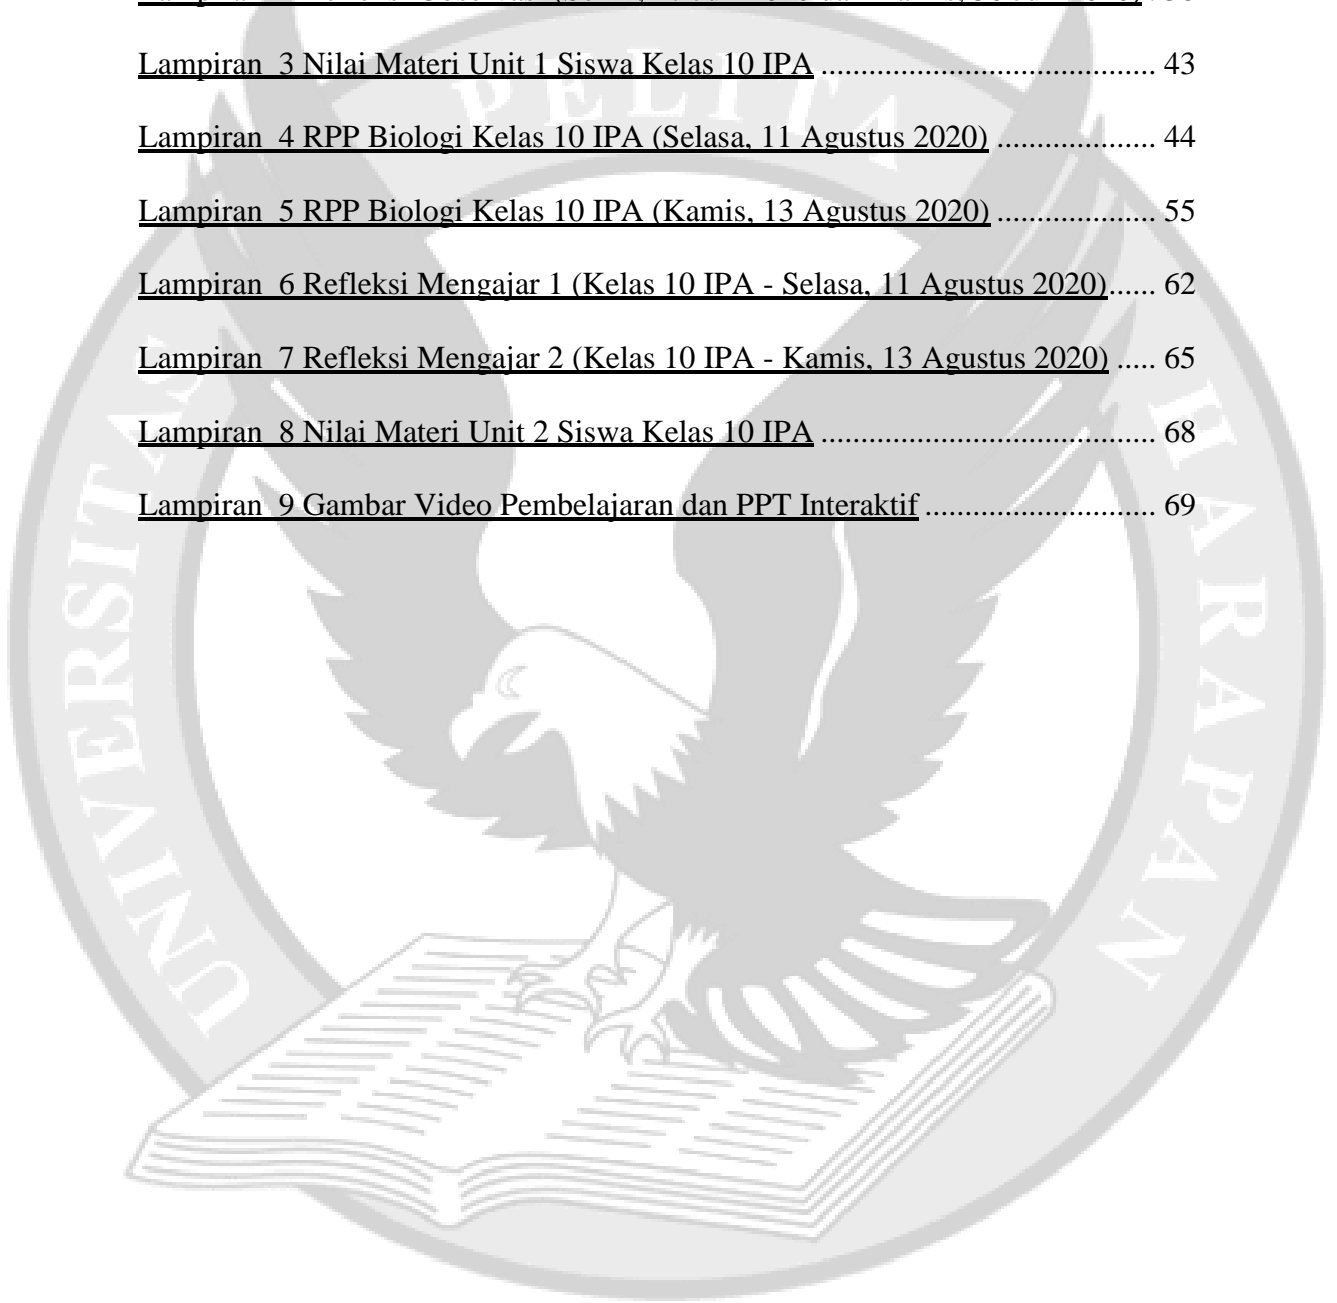 Lampiran 3 Nilai Materi Unit 1 Siswa Kelas 10 IPA .......................................... 43
Lampiran 4 RPP Biologi Kelas 10 IPA (Selasa, 11 Agustus 2020) .................... 44
Lampiran 5 RPP Biologi Kelas 10 IPA (Kamis, 13 Agustus 2020) .................... 55
Lampiran 6 Refleksi Mengajar 1 (Kelas 10 IPA - Selasa, 11 Agustus 2020)...... 62
Lampiran 7 Refleksi Mengajar 2 (Kelas 10 IPA - Kamis, 13 Agustus 2020) ..... 65
Lampiran 8 Nilai Materi Unit 2 Siswa Kelas 10 IPA .......................................... 68
Lampiran 9 Gambar Video Pembelajaran dan PPT Interaktif ............................. 69
UNIVERSITAS PELITA HARAPAN